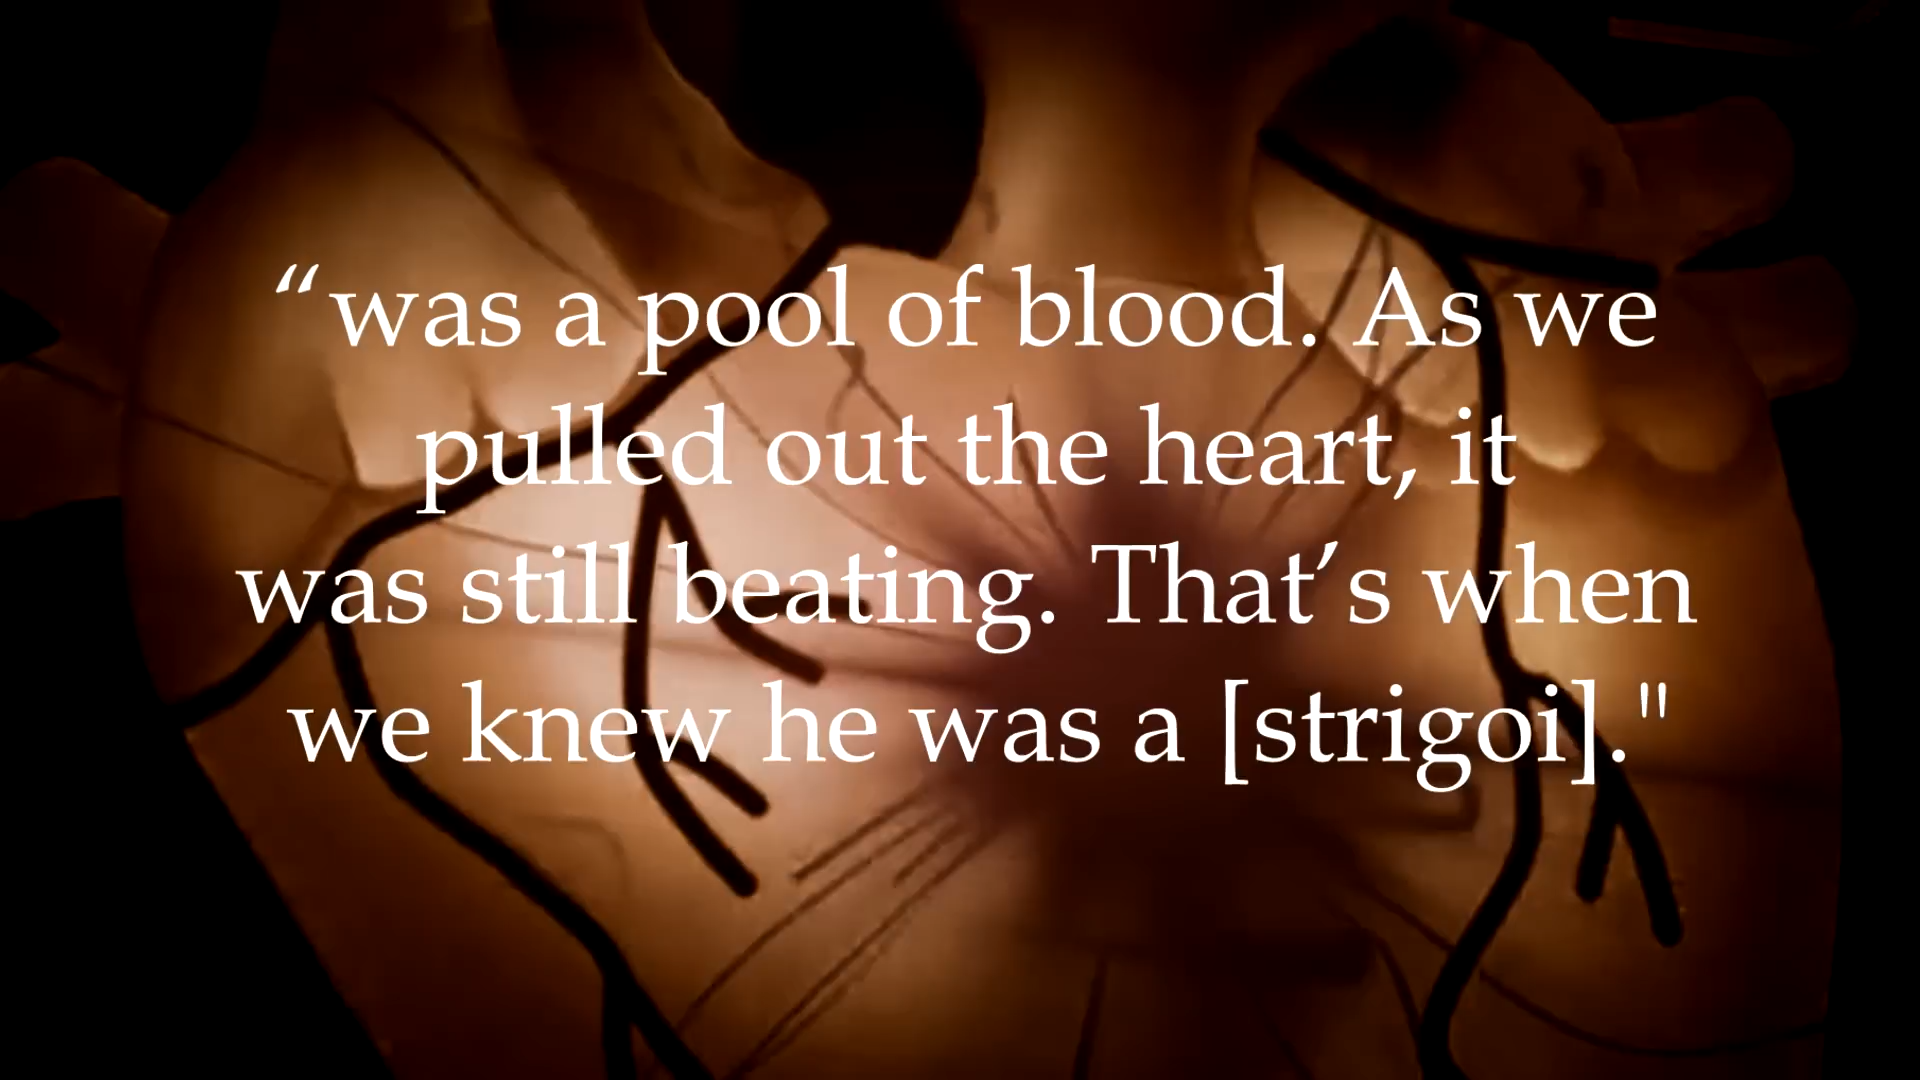 “was a pool of blood. As we
pulled out the heart, it
was still beating. That’s when
we knew he was a [strigoi]."